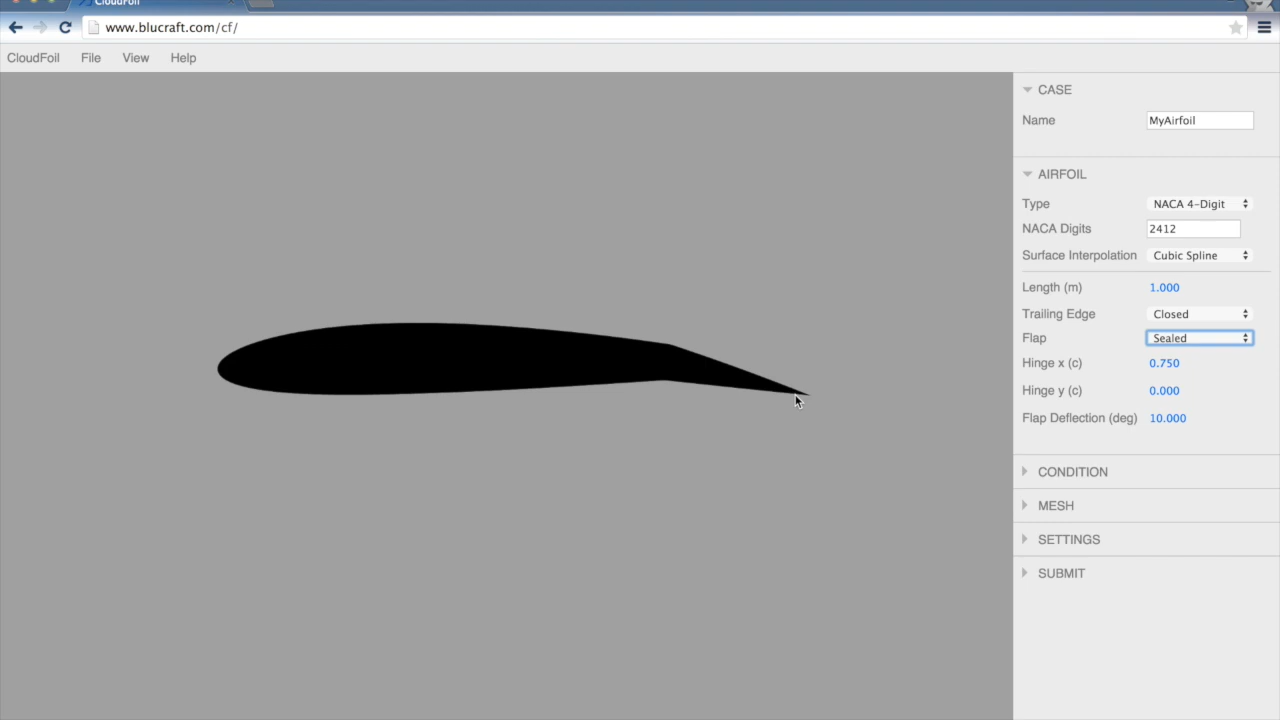 CloudFoil
www.blucraft.com/cf/
CloudFoil File View Help
CASE
Name MyAirfoil
AIRFOIL
Type NACA 4-Digit
NACA Digits 2412
Surface Interpolation Cubic Spline
Length (m) 1.000
Trailing Edge Closed
Flap Sealed
Hinge x (c) 0.750
Hinge y (c) 0.000
Flap Deflection (deg) 10.000
CONDITION
MESH
SETTINGS
SUBMIT